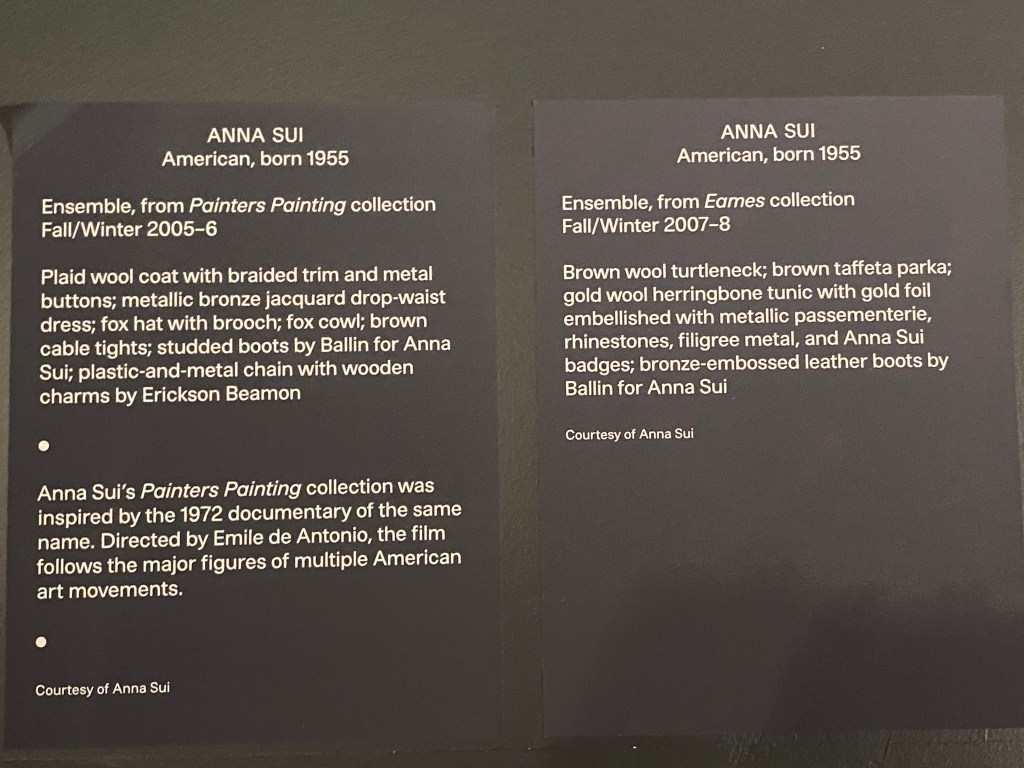 ANNA SUI
American, born 1955
Ensemble, from Painters Painting collection
Fall/Winter 2005–6
Plaid wool coat with braided trim and metal
buttons; metallic bronze jacquard drop-waist
dress; fox hat with brooch; fox cowl; brown
cable tights; studded boots by Ballin for Anna
Sui; plastic-and-metal chain with wooden
charms by Erickson Beamon
●
Anna Sui's Painters Painting collection was
inspired by the 1972 documentary of the same
name. Directed by Emile de Antonio, the film
follows the major figures of multiple American
art movements.
●
Courtesy of Anna Sui
ANNA SUI
American, born 1955
Ensemble, from Eames collection
Fall/Winter 2007–8
Brown wool turtleneck; brown taffeta parka;
gold wool herringbone tunic with gold foil
embellished with metallic passementerie,
rhinestones, filigree metal, and Anna Sui
badges; bronze-embossed leather boots by
Ballin for Anna Sui
Courtesy of Anna Sui